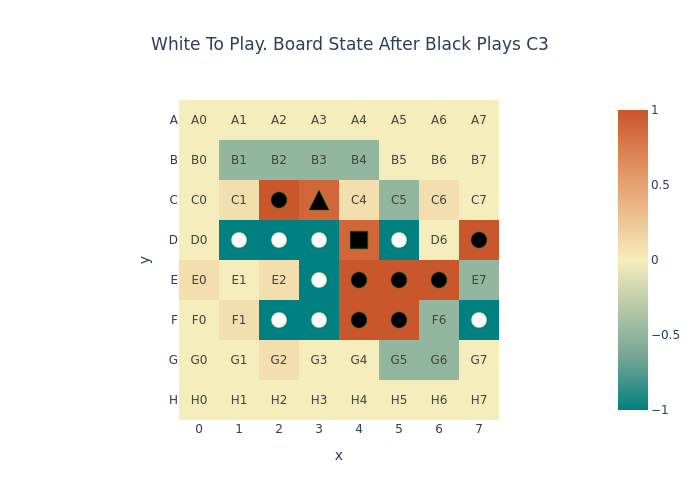 White To Play. Board State After Black Plays C3
A A0 A1 A2 A3 A4 A5 A6 A7
B B0 B1 B2 B3 B4 B5 B6 B7
C C0 C1 C4 C5 C6 C7
D D0 D6
E E0 E1 E2 E7
F F0 F1 F6
G G0 G1 G2 G3 G4 G5 G6 G7
H H0 H1 H2 H3 H4 H5 H6 H7
0 1 2 3 4 5 6 7
x
y
1
0.5
0
−0.5
−1